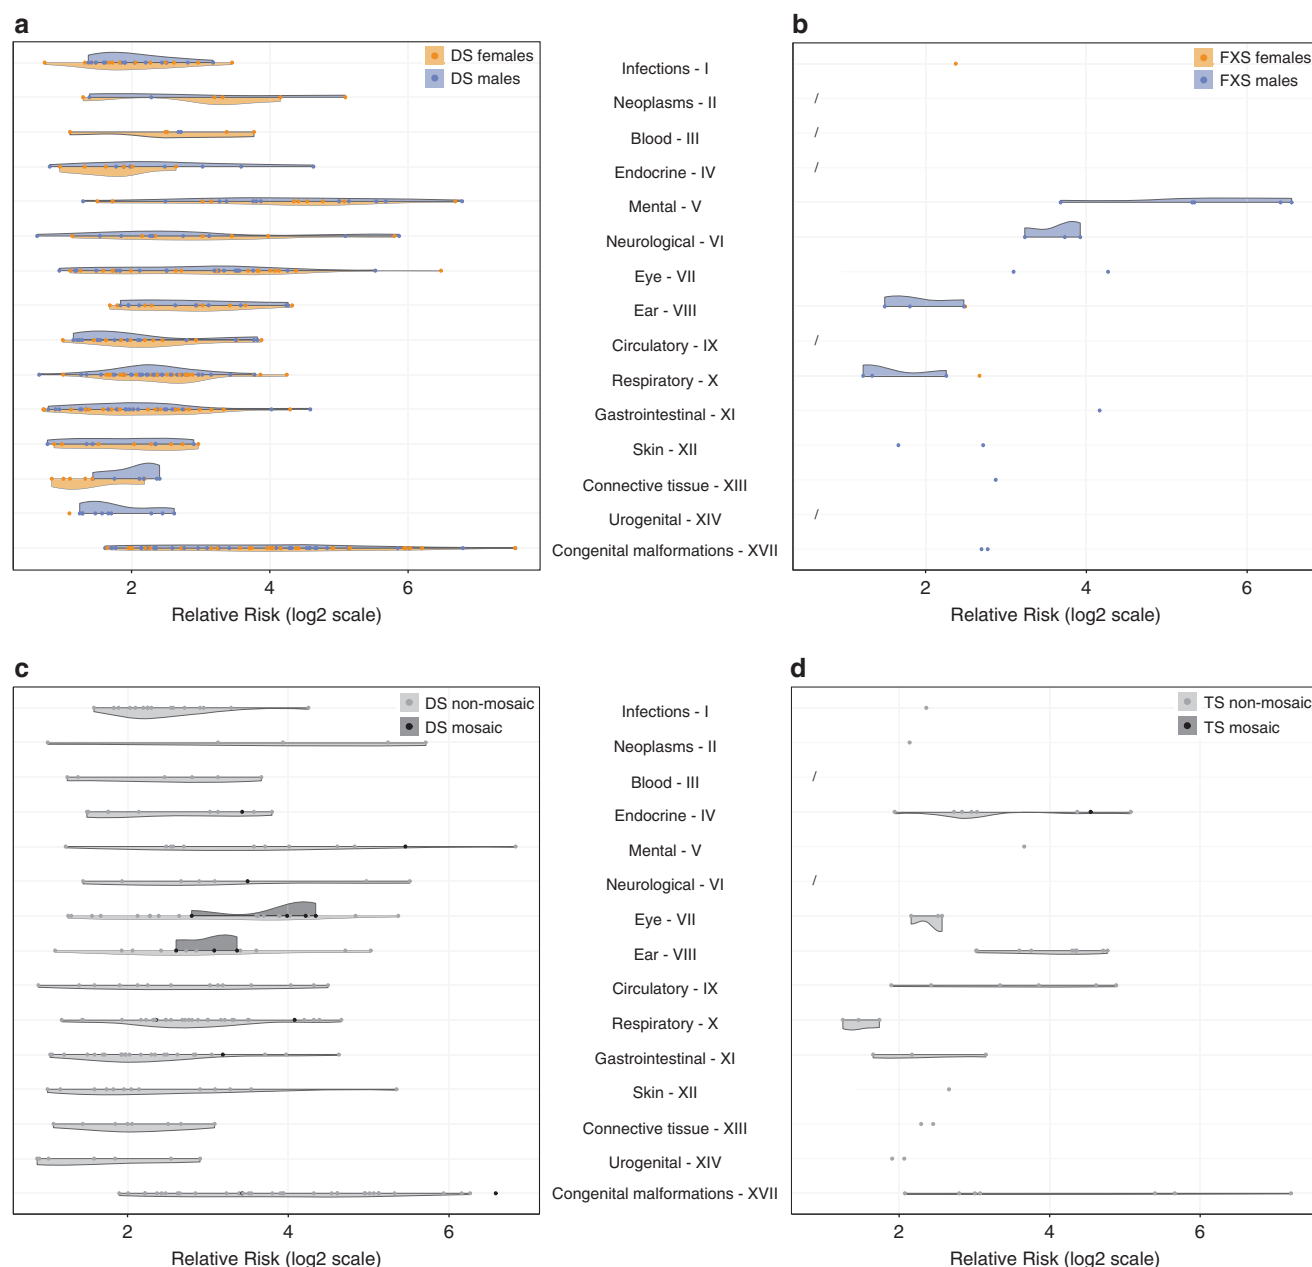 a
DS females
DS males
b
FXS females
FXS males
Infections - I
Neoplasms - II
/
Blood - III
/
Endocrine - IV
/
Mental - V
Neurological - VI
Eye - VII
Ear - VIII
Circulatory - IX
/
Respiratory - X
Gastrointestinal - XI
Skin - XII
Connective tissue - XIII
Urogenital - XIV
/
Congenital malformations - XVII
2 4 6
Relative Risk (log2 scale)
2 4 6
Relative Risk (log2 scale)
c
DS non-mosaic
DS mosaic
d
TS non-mosaic
TS mosaic
Infections - I
Neoplasms - II
Blood - III
/
Endocrine - IV
Mental - V
Neurological - VI
/
Eye - VII
Ear - VIII
Circulatory - IX
Respiratory - X
Gastrointestinal - XI
Skin - XII
Connective tissue - XIII
Urogenital - XIV
Congenital malformations - XVII
2 4 6
Relative Risk (log2 scale)
2 4 6
Relative Risk (log2 scale)